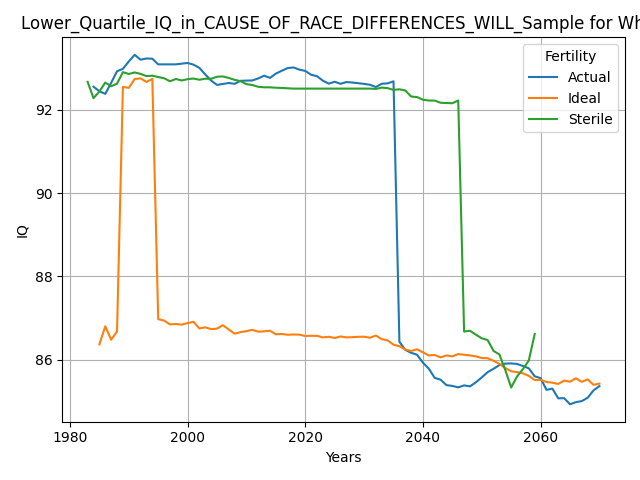 Lower_Quartile_IQ_in_CAUSE_OF_RACE_DIFFERENCES_WILL_Sample for Wh
Fertility
Actual
Ideal
Sterile
92
90
88
86
IQ
1980 2000 2020 2040 2060
Years